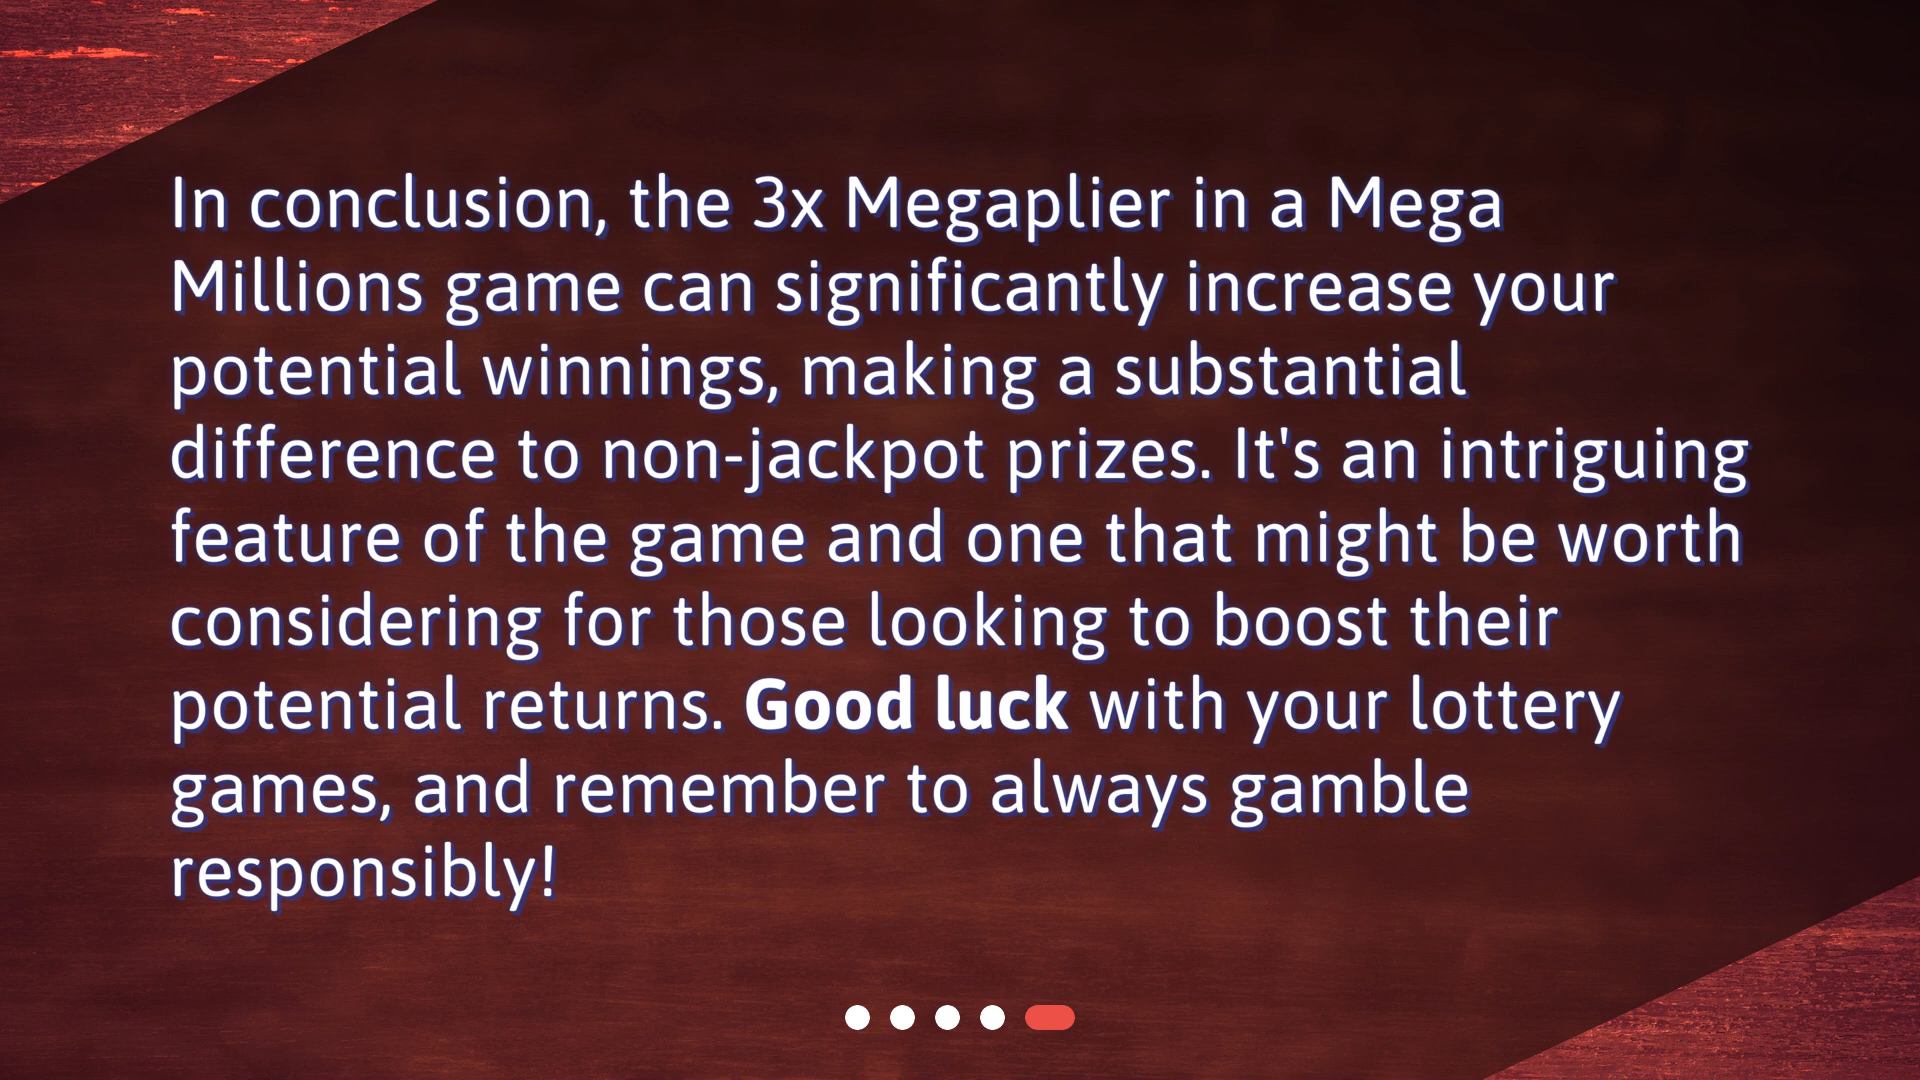 In conclusion, the 3x Megaplier in a Mega
Millions game can significantly increase your
potential winnings, making a substantial
difference to non-jackpot prizes. It's an intriguing
feature of the game and one that might be worth
considering for those looking to boost their
potential returns. Good luck with your lottery
games, and remember to always gamble
responsibly!